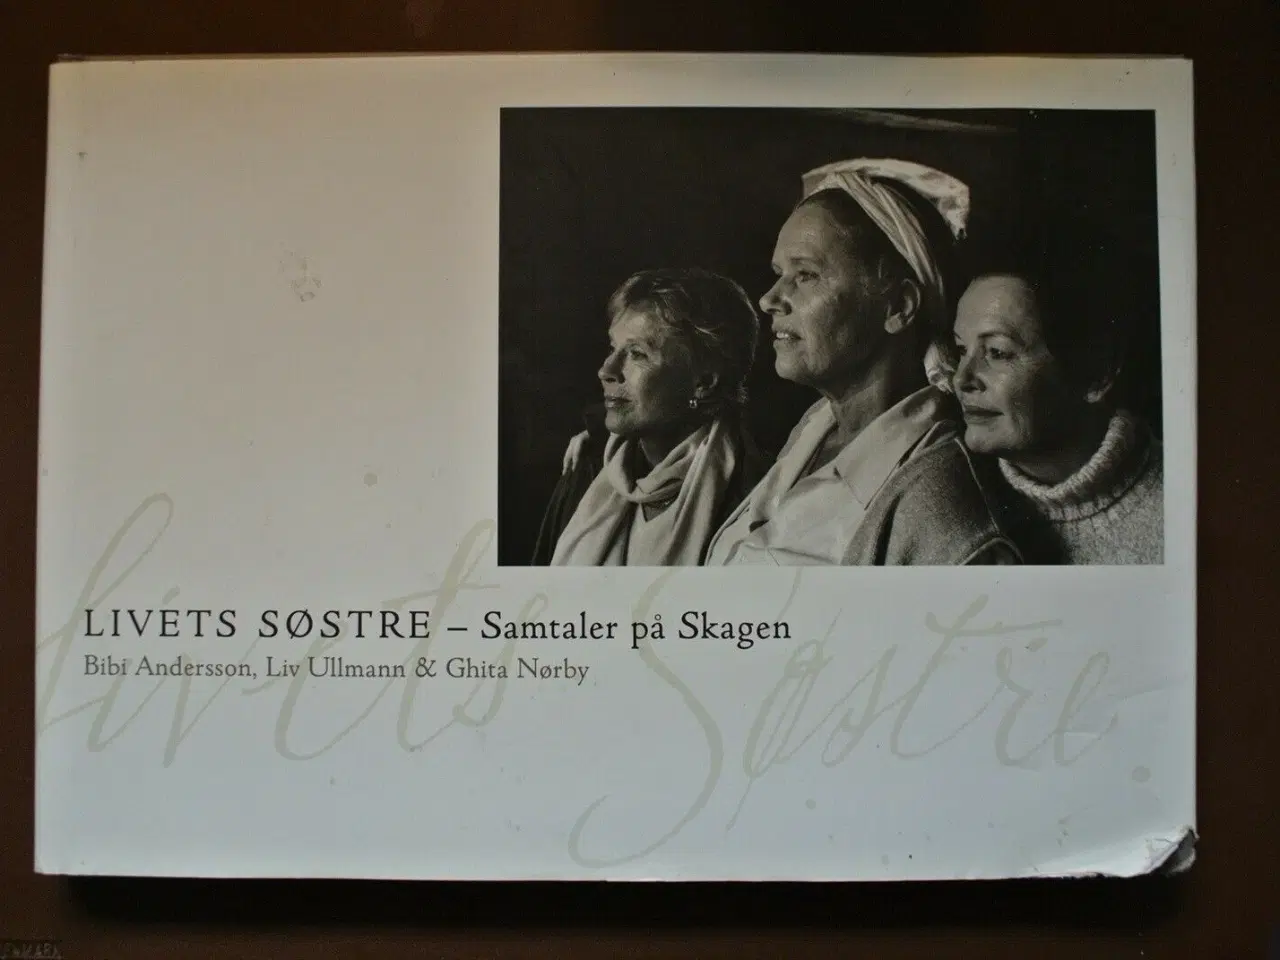 LIVETS SØSTRE – Samtaler på Skagen
Bibi Andersson, Liv Ullmann & Ghita Nørby
livets Søstre